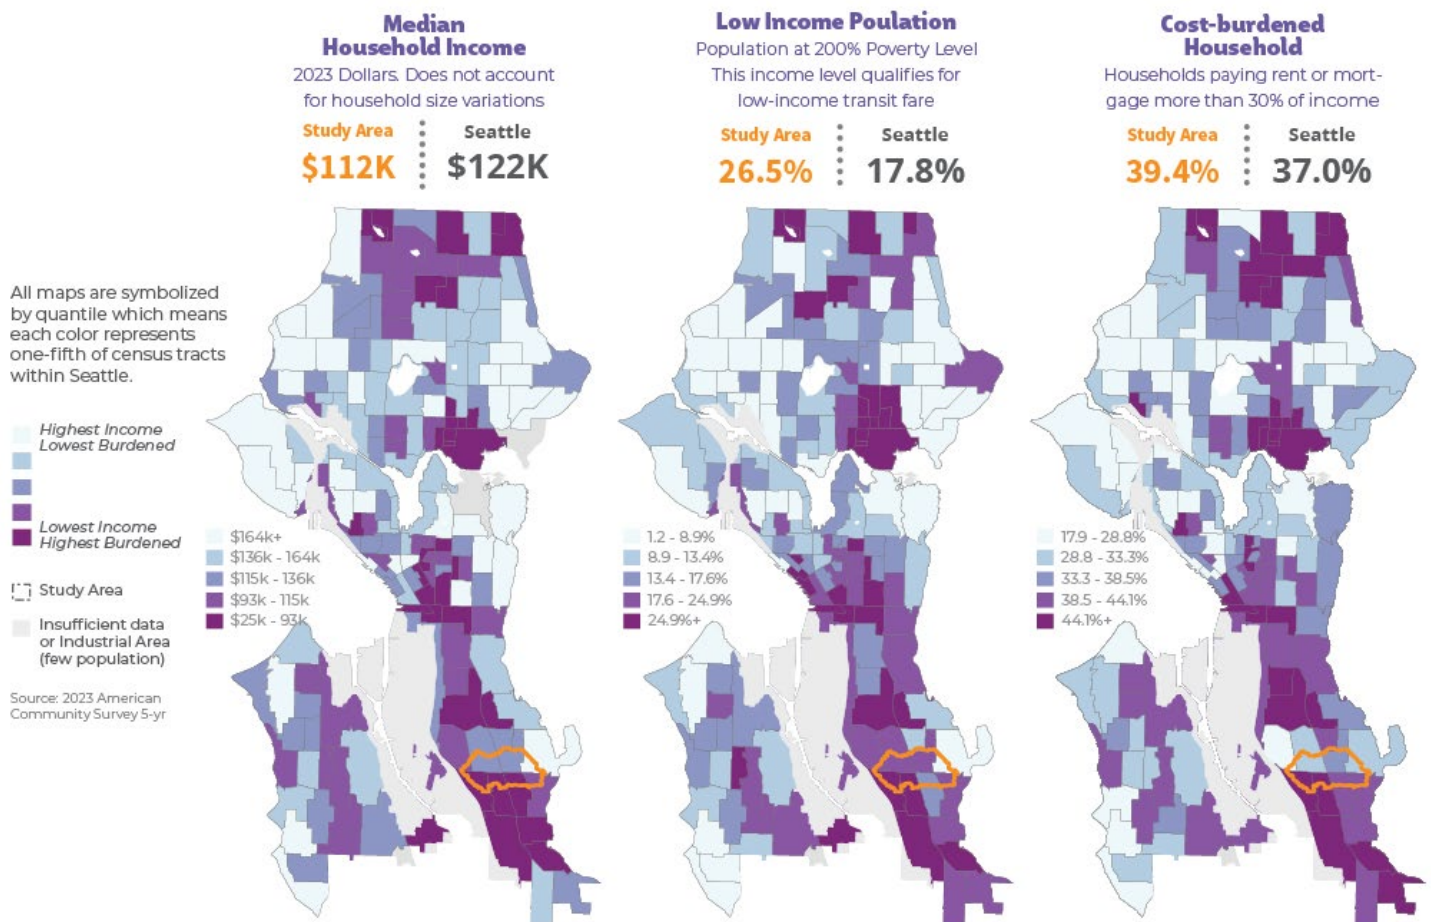 Median
Household Income
2023 Dollars. Does not account
for household size variations
Study Area
Seattle
$112K
$122K
Low Income Poulation
Population at 200% Poverty Level
This income level qualifies for
low-income transit fare
Study Area
Seattle
26.5%
17.8%
Cost-burdened
Household
Households paying rent or mort-
gage more than 30% of income
Study Area
Seattle
39.4%
37.0%
All maps are symbolized
by quantile which means
each color represents
one-fifth of census tracts
within Seattle.
Highest Income
Lowest Burdened
Lowest Income
Highest Burdened
Study Area
Insufficient data
or Industrial Area
(few population)
Source: 2023 American
Community Survey 5-yr
$164k+
$136k - 164k
$115k - 136k
$93k - 115k
$25k - 93k
1.2 - 8.9%
8.9 - 13.4%
13.4 - 17.6%
17.6 - 24.9%
24.9%+
17.9 - 28.8%
28.8 - 33.3%
33.3 - 38.5%
38.5 - 44.1%
44.1%+